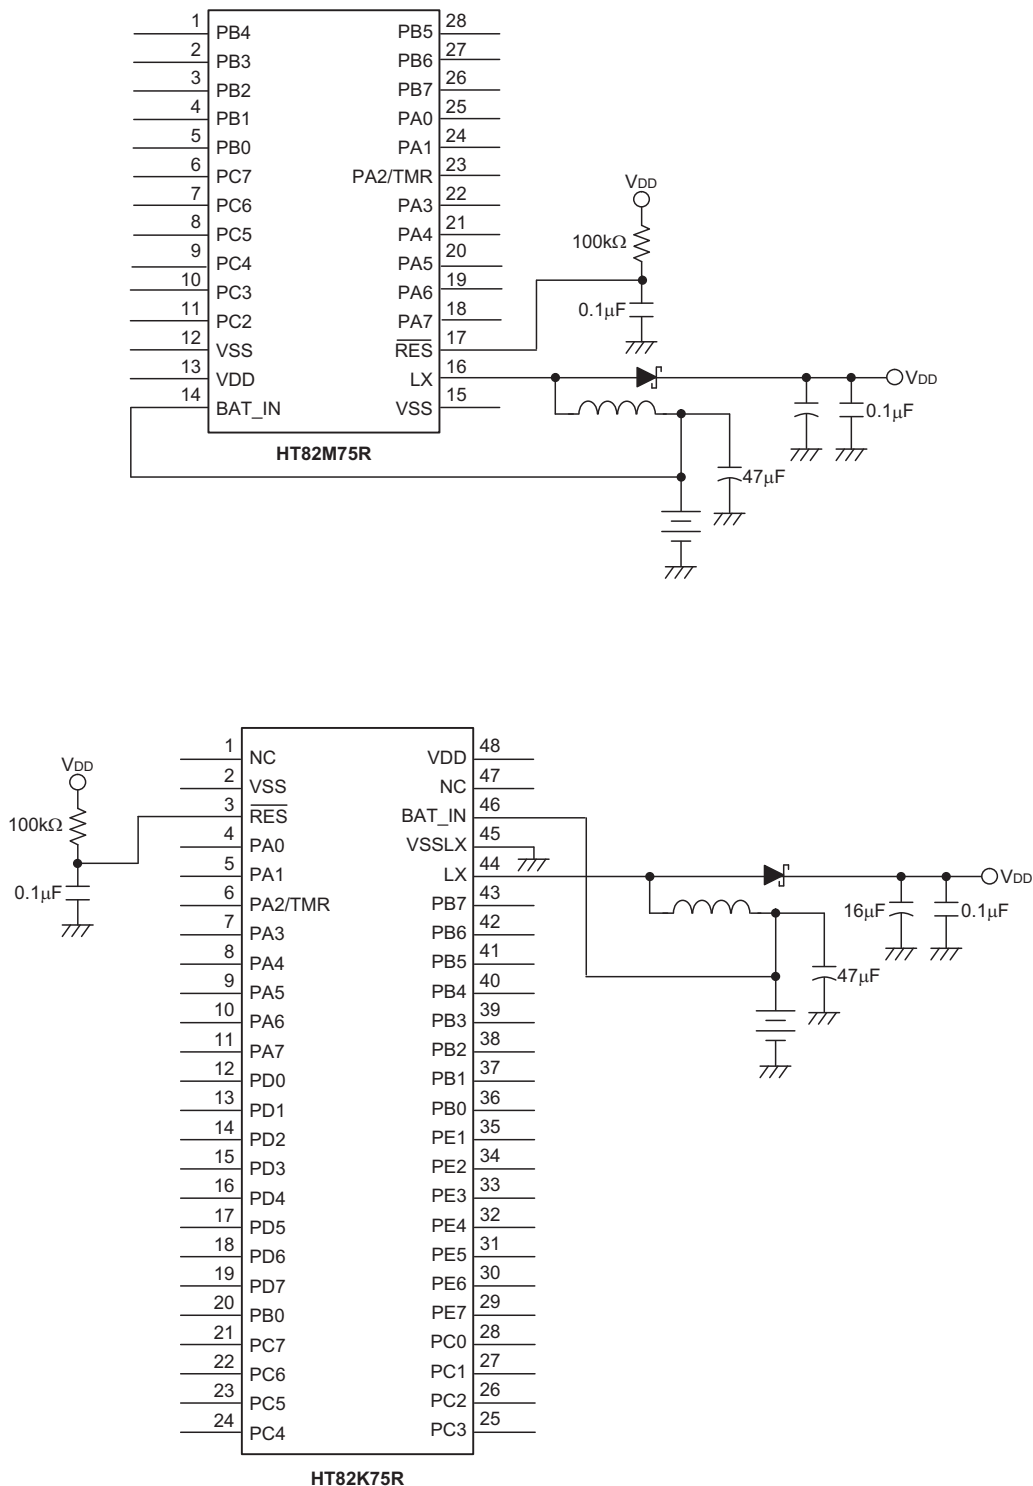 1 PB4 PB5 28
2 PB3 PB6 27
3 PB2 PB7 26
4 PB1 PA0 25
5 PB0 PA1 24
6 PC7 PA2/TMR 23
7 PC6 PA3 22
8 PC5 PA4 21
9 PC4 PA5 20
10 PC3 PA6 19
11 PC2 PA7 18
12 VSS RES 17
13 VDD LX 16
14 BAT_IN VSS 15
HT82M75R
VDD
100kΩ
0.1μF
VDD
0.1μF
47μF
1 NC VDD 48
2 VSS NC 47
3 RES BAT_IN 46
4 PA0 VSSLX 45
5 PA1 LX 44
6 PA2/TMR PB7 43
7 PA3 PB6 42
8 PA4 PB5 41
9 PA5 PB4 40
10 PA6 PB3 39
11 PA7 PB2 38
12 PD0 PB1 37
13 PD1 PB0 36
14 PD2 PE1 35
15 PD3 PE2 34
16 PD4 PE3 33
17 PD5 PE4 32
18 PD6 PE5 31
19 PD7 PE6 30
20 PB0 PE7 29
21 PC7 PC0 28
22 PC6 PC1 27
23 PC5 PC2 26
24 PC4 PC3 25
VDD
100kΩ
0.1μF
VDD
16μF
0.1μF
47μF
HT82K75R